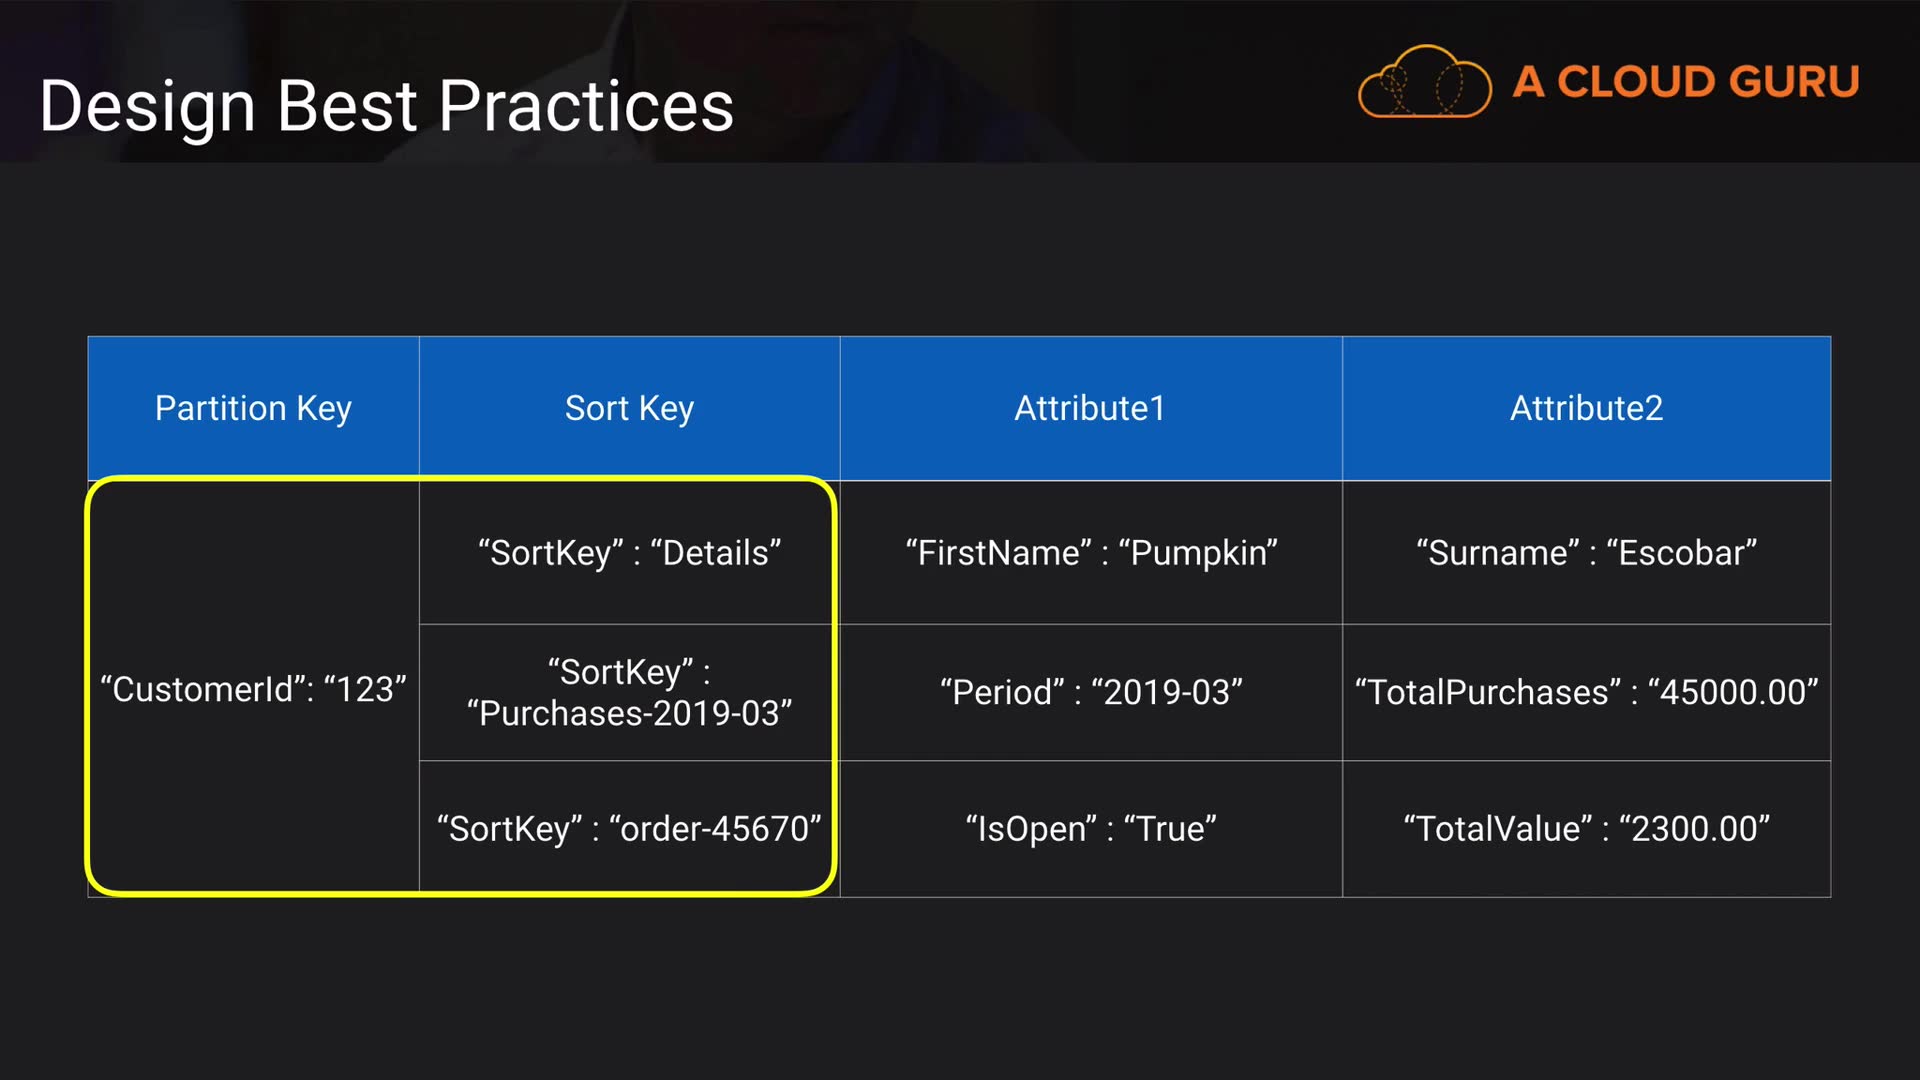 Design Best Practices
A CLOUD GURU
Partition Key
Sort Key
Attribute1
Attribute2
“CustomerId”: “123”
“SortKey” : “Details”
“FirstName” : “Pumpkin”
“Surname” : “Escobar”
“SortKey” :
“Purchases-2019-03”
“Period” : “2019-03”
“TotalPurchases” : “45000.00”
“SortKey” : “order-45670”
“IsOpen” : “True”
“TotalValue” : “2300.00”